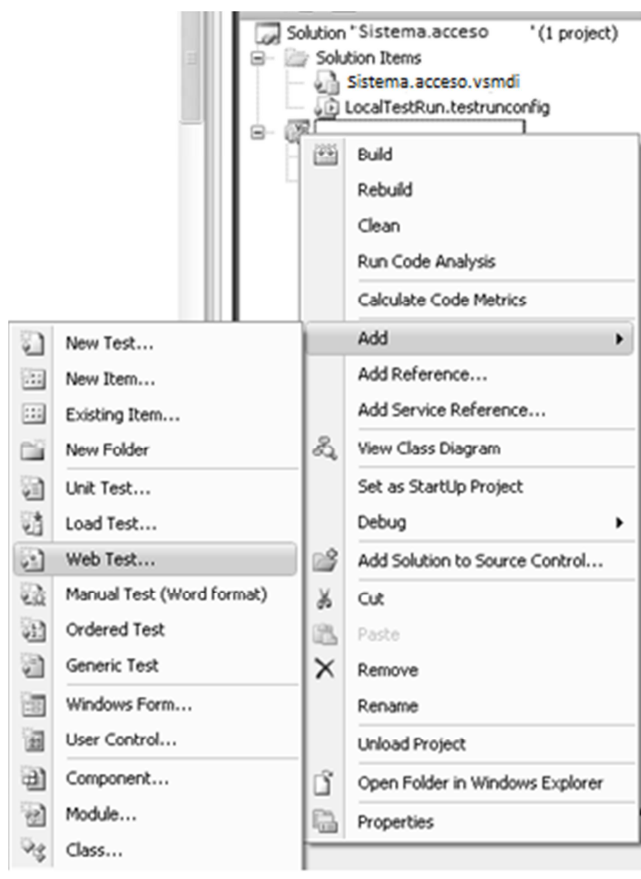 Solution "Sistema.acceso "(1 project)
Solution Items
Sistema.acceso.vsmdi
LocalTestRun.testrunconfig
Build
Rebuild
Clean
Run Code Analysis
Calculate Code Metrics
Add
Add Reference...
Add Service Reference...
View Class Diagram
Set as StartUp Project
Debug
Add Solution to Source Control...
Cut
Paste
Remove
Rename
Unload Project
Open Folder in Windows Explorer
Properties
New Test...
New Item...
Existing Item...
New Folder
Unit Test...
Load Test...
Web Test...
Manual Test (Word format)
Ordered Test
Generic Test
Windows Form...
User Control...
Component...
Module...
Class...